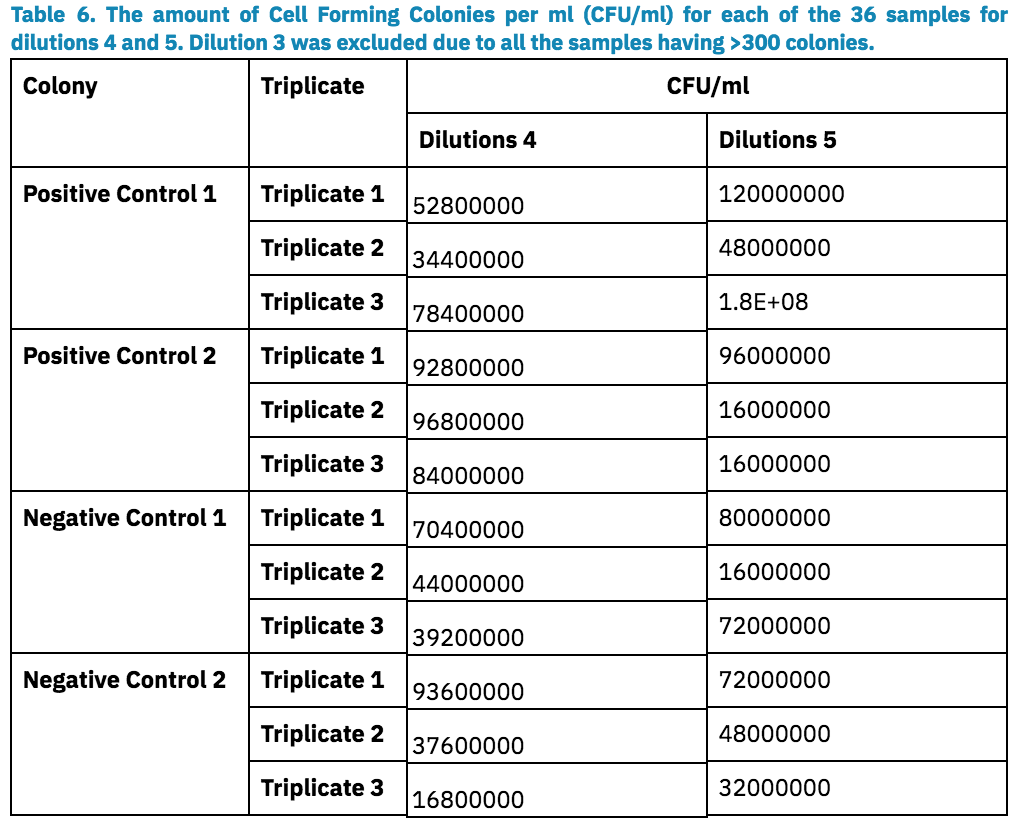 Table 6. The amount of Cell Forming Colonies per ml (CFU/ml) for each of the 36 samples for
dilutions 4 and 5. Dilution 3 was excluded due to all the samples having >300 colonies.
Colony Triplicate CFU/ml
Dilutions 4 Dilutions 5
Positive Control 1 Triplicate 1 52800000 120000000
Triplicate 2 34400000 48000000
Triplicate 3 78400000 1.8E+08
Positive Control 2 Triplicate 1 92800000 96000000
Triplicate 2 96800000 16000000
Triplicate 3 84000000 16000000
Negative Control 1 Triplicate 1 70400000 80000000
Triplicate 2 44000000 16000000
Triplicate 3 39200000 72000000
Negative Control 2 Triplicate 1 93600000 72000000
Triplicate 2 37600000 48000000
Triplicate 3 16800000 32000000